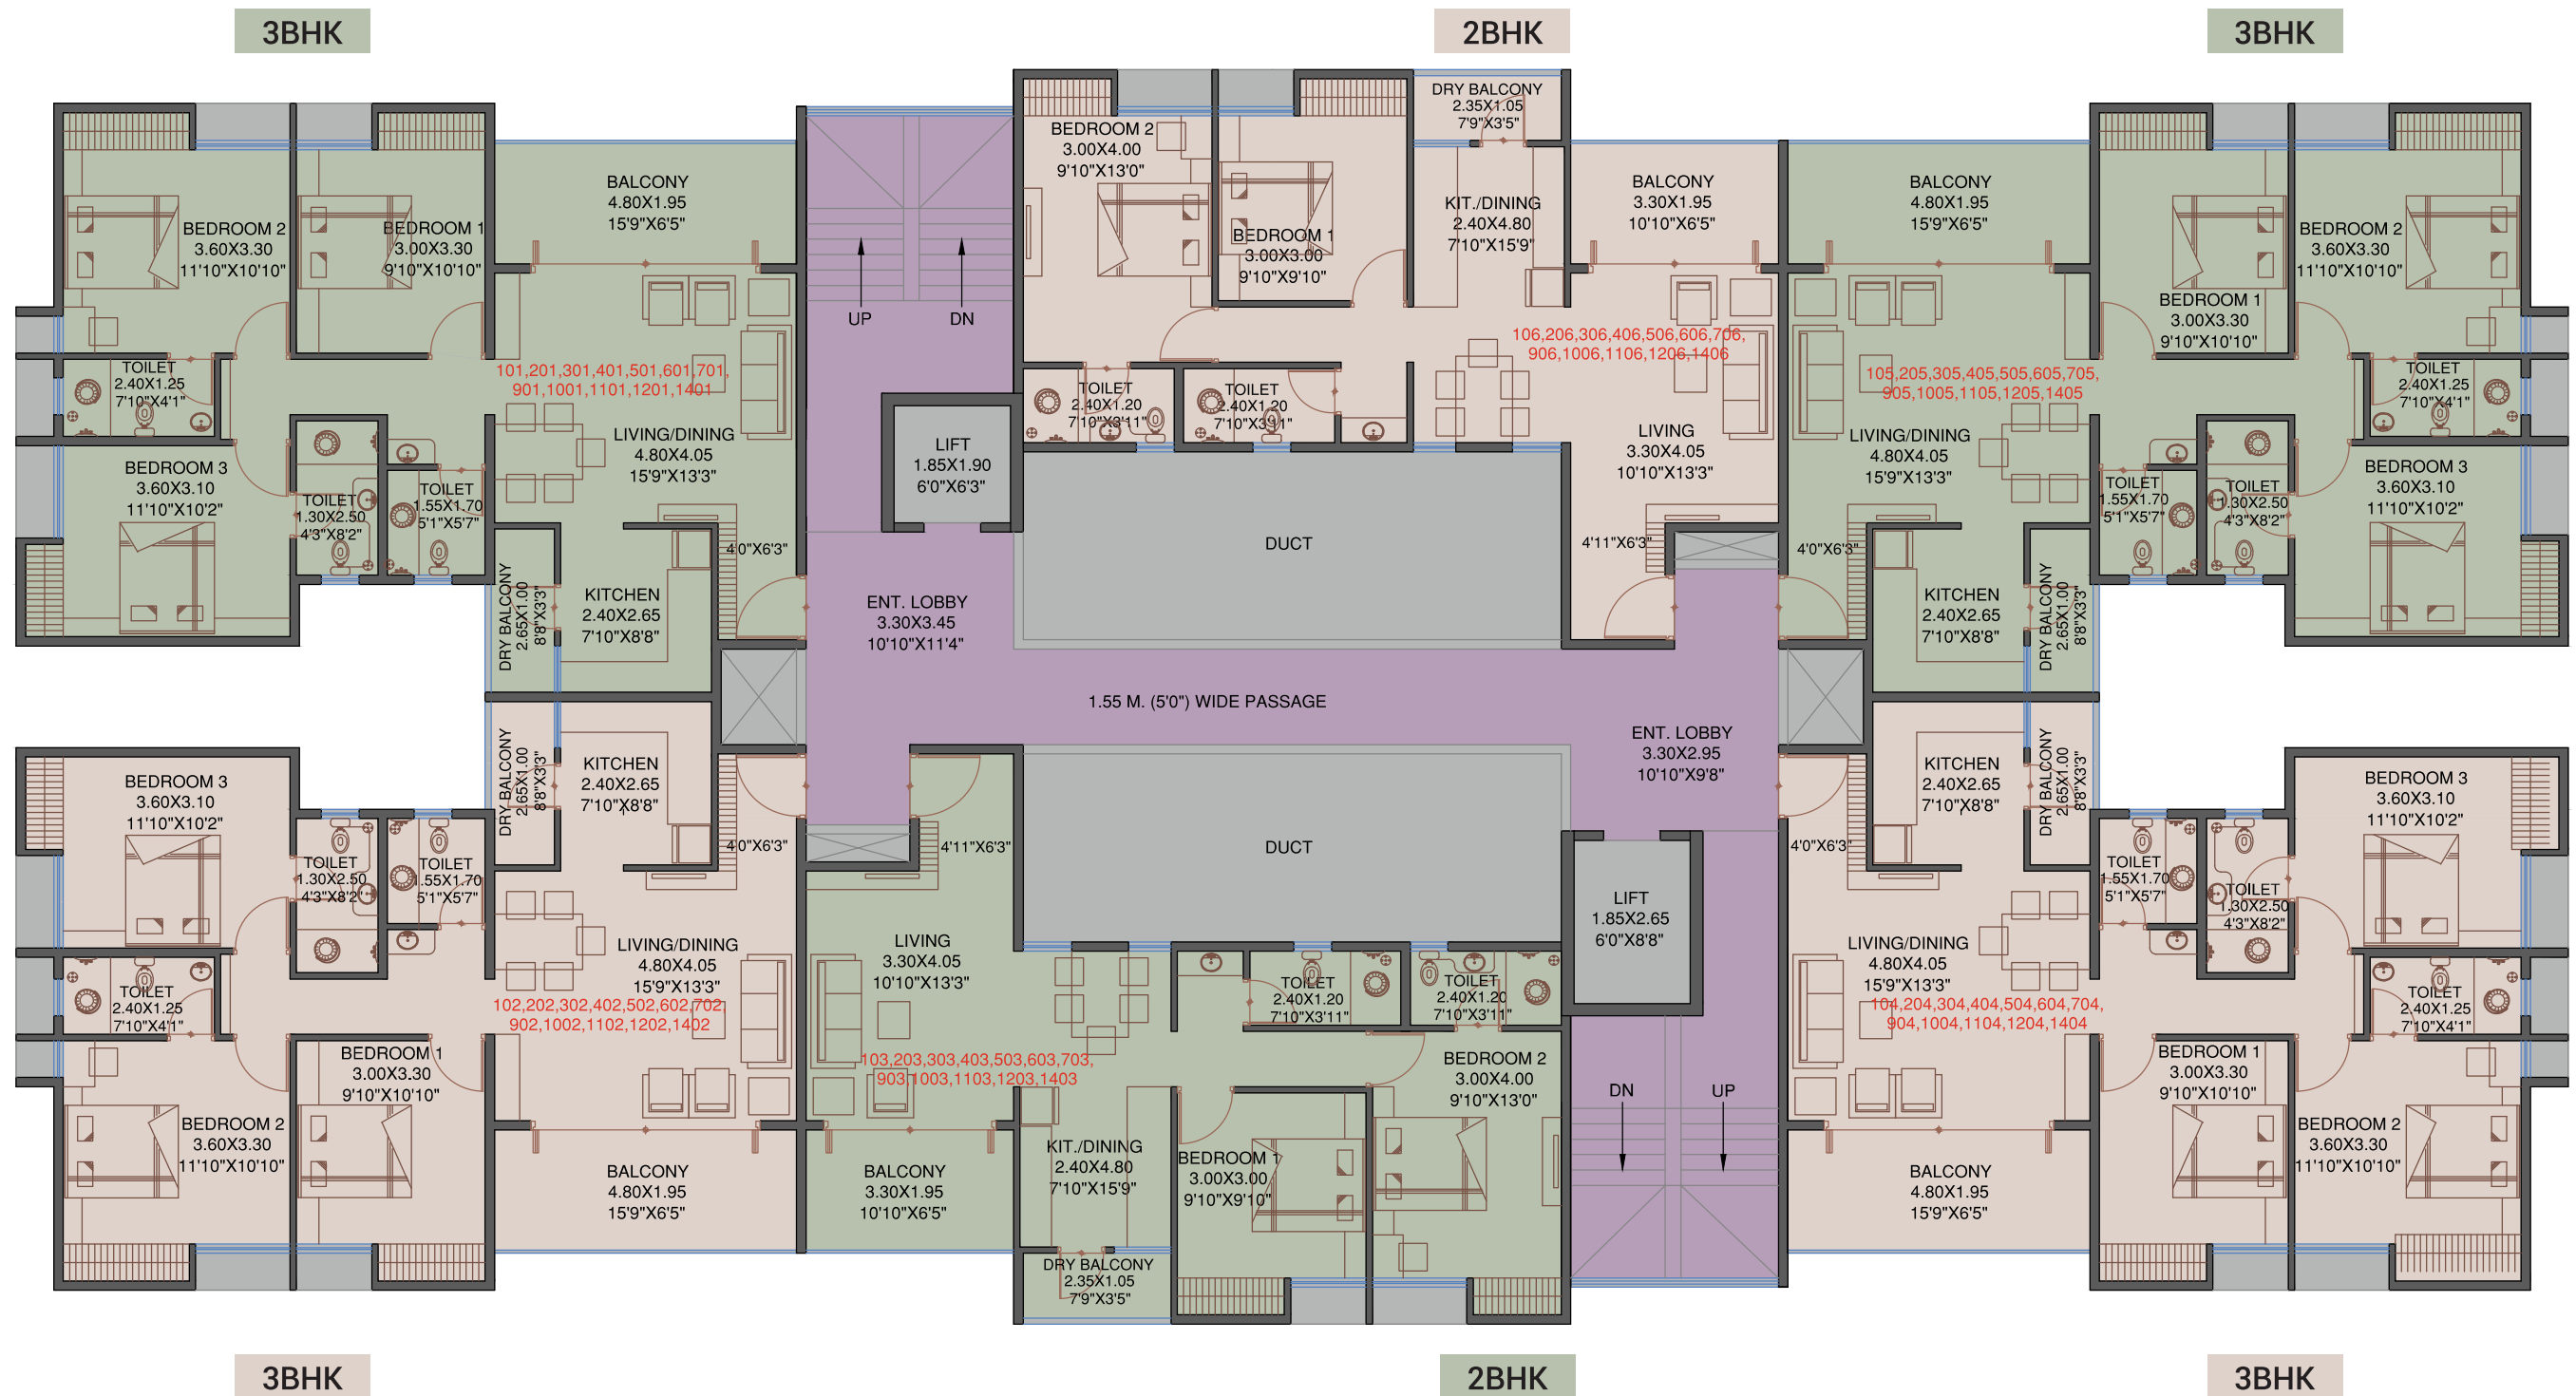 3BHK
2BHK
3BHK
BEDROOM 2
3.60X3.30
11'10"X10'10"
BEDROOM 1
3.00X3.30
9'10"X10'10"
BALCONY
4.80X1.95
15'9"X6'5"
UP
DN
TOILET
2.40X1.25
7'10"X4'1"
101,201,301,401,501,601,701,
901,1001,1101,1201,1401
LIVING/DINING
4.80X4.05
15'9"X13'3"
BEDROOM 3
3.60X3.10
11'10"X10'2"
TOILET
1.30X2.50
4'3"X8'2"
TOILET
1.55X1.70
5'1"X5'7"
4'0"X6'3"
DRY BALCONY
2.65X1.00
8'8"X3'3"
KITCHEN
2.40X2.65
7'10"X8'8"
LIFT
1.85X1.90
6'0"X6'3"
ENT. LOBBY
3.30X3.45
10'10"X11'4"
BEDROOM 2
3.00X4.00
9'10"X13'0"
BEDROOM 1
3.00X3.00
9'10"X9'10"
DRY BALCONY
2.35X1.05
7'9"X3'5"
KIT./DINING
2.40X4.80
7'10"X15'9"
BALCONY
3.30X1.95
10'10"X6'5"
106,206,306,406,506,606,706,
906,1006,1106,1206,1406
TOILET
2.40X1.20
7'10"X3'11"
TOILET
2.40X1.20
7'10"X3'11"
LIVING
3.30X4.05
10'10"X13'3"
4'11"X6'3"
DUCT
BALCONY
4.80X1.95
15'9"X6'5"
BEDROOM 1
3.00X3.30
9'10"X10'10"
BEDROOM 2
3.60X3.30
11'10"X10'10"
105,205,305,405,505,605,705,
905,1005,1105,1205,1405
TOILET
2.40X1.25
7'10"X4'1"
LIVING/DINING
4.80X4.05
15'9"X13'3"
TOILET
1.55X1.70
5'1"X5'7"
TOILET
1.30X2.50
4'3"X8'2"
BEDROOM 3
3.60X3.10
11'10"X10'2"
4'0"X6'3"
KITCHEN
2.40X2.65
7'10"X8'8"
DRY BALCONY
2.65X1.00
8'8"X3'3"
1.55 M. (5'0") WIDE PASSAGE
ENT. LOBBY
3.30X2.95
10'10"X9'8"
BEDROOM 3
3.60X3.10
11'10"X10'2"
DRY BALCONY
2.65X1.00
8'8"X3'3"
KITCHEN
2.40X2.65
7'10"X8'8"
4'0"X6'3"
TOILET
1.30X2.50
4'3"X8'2"
TOILET
1.55X1.70
5'1"X5'7"
LIVING/DINING
4.80X4.05
15'9"X13'3"
102,202,302,402,502,602,702,
902,1002,1102,1202,1402
TOILET
2.40X1.25
7'10"X4'1"
BEDROOM 1
3.00X3.30
9'10"X10'10"
BEDROOM 2
3.60X3.30
11'10"X10'10"
BALCONY
4.80X1.95
15'9"X6'5"
4'11"X6'3"
DUCT
LIVING
3.30X4.05
10'10"X13'3"
103,203,303,403,503,603,703,
903,1003,1103,1203,1403
TOILET
2.40X1.20
7'10"X3'11"
TOILET
2.40X1.20
7'10"X3'11"
BALCONY
3.30X1.95
10'10"X6'5"
KIT./DINING
2.40X4.80
7'10"X15'9"
DRY BALCONY
2.35X1.05
7'9"X3'5"
BEDROOM 1
3.00X3.00
9'10"X9'10"
BEDROOM 2
3.00X4.00
9'10"X13'0"
LIFT
1.85X2.65
6'0"X8'8"
DN
UP
4'0"X6'3"
KITCHEN
2.40X2.65
7'10"X8'8"
DRY BALCONY
2.65X1.00
8'8"X3'3"
BEDROOM 3
3.60X3.10
11'10"X10'2"
TOILET
1.55X1.70
5'1"X5'7"
TOILET
1.30X2.50
4'3"X8'2"
LIVING/DINING
4.80X4.05
15'9"X13'3"
104,204,304,404,504,604,704,
904,1004,1104,1204,1404
TOILET
2.40X1.25
7'10"X4'1"
BEDROOM 1
3.00X3.30
9'10"X10'10"
BEDROOM 2
3.60X3.30
11'10"X10'10"
BALCONY
4.80X1.95
15'9"X6'5"
3BHK
2BHK
3BHK